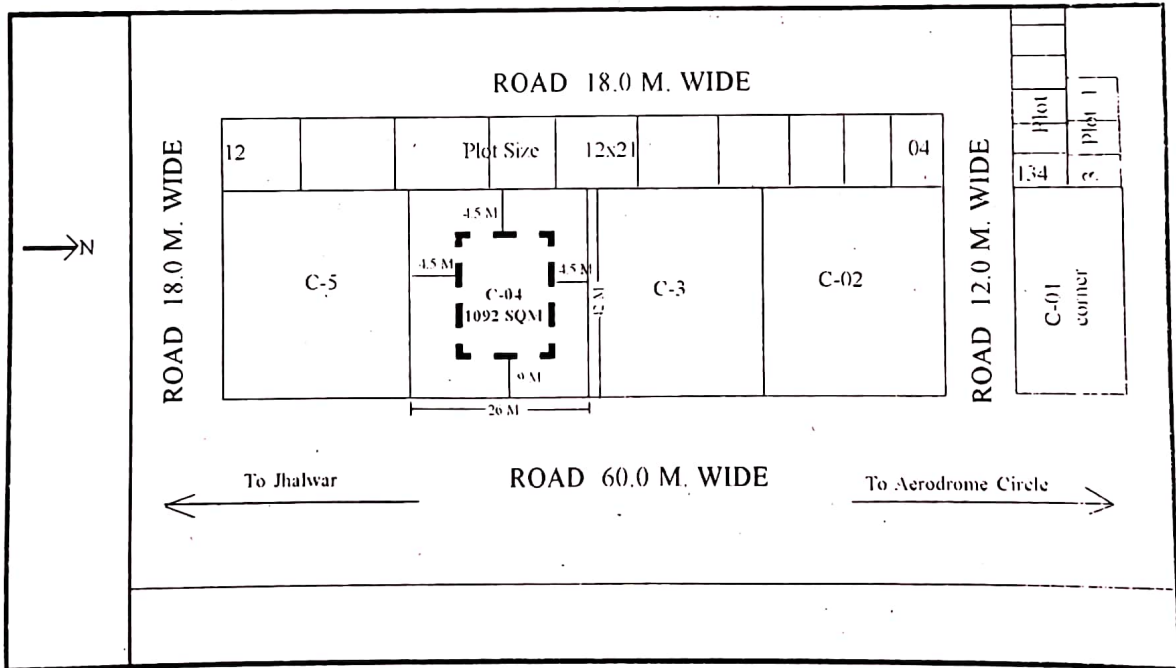 ROAD 18.0 M. WIDE
ROAD 18.0 M. WIDE
12
Plot Size 12x21
04
ROAD 12.0 M. WIDE
Plot
Plot 1
134
3.
N
C-5
4.5 M
4.5 M
4.5 M
C-04
1092 SQM
9 M
42 M
26 M
C-3
C-02
C-01
corner
To Jhalwar
ROAD 60.0 M. WIDE
To Aerodrome Circle